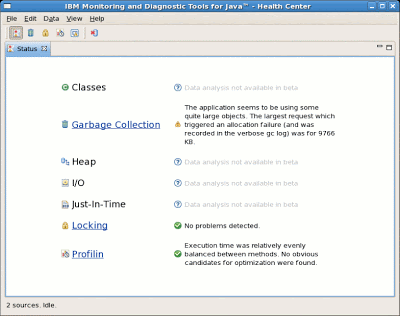 IBM Monitoring and Diagnostic Tools for Java™ - Health Center
File Edit Data View Help
Status
Classes
Data analysis not available in beta
Garbage Collection
The application seems to be using some
quite large objects. The largest request which
triggered an allocation failure (and was
recorded in the verbose gc log) was for 9766
KB.
Heap
Data analysis not available in beta
I/O
Data analysis not available in beta
Just-In-Time
Data analysis not available in beta
Locking
No problems detected.
Profilin
Execution time was relatively evenly
balanced between methods. No obvious
candidates for optimization were found.
2 sources. Idle.